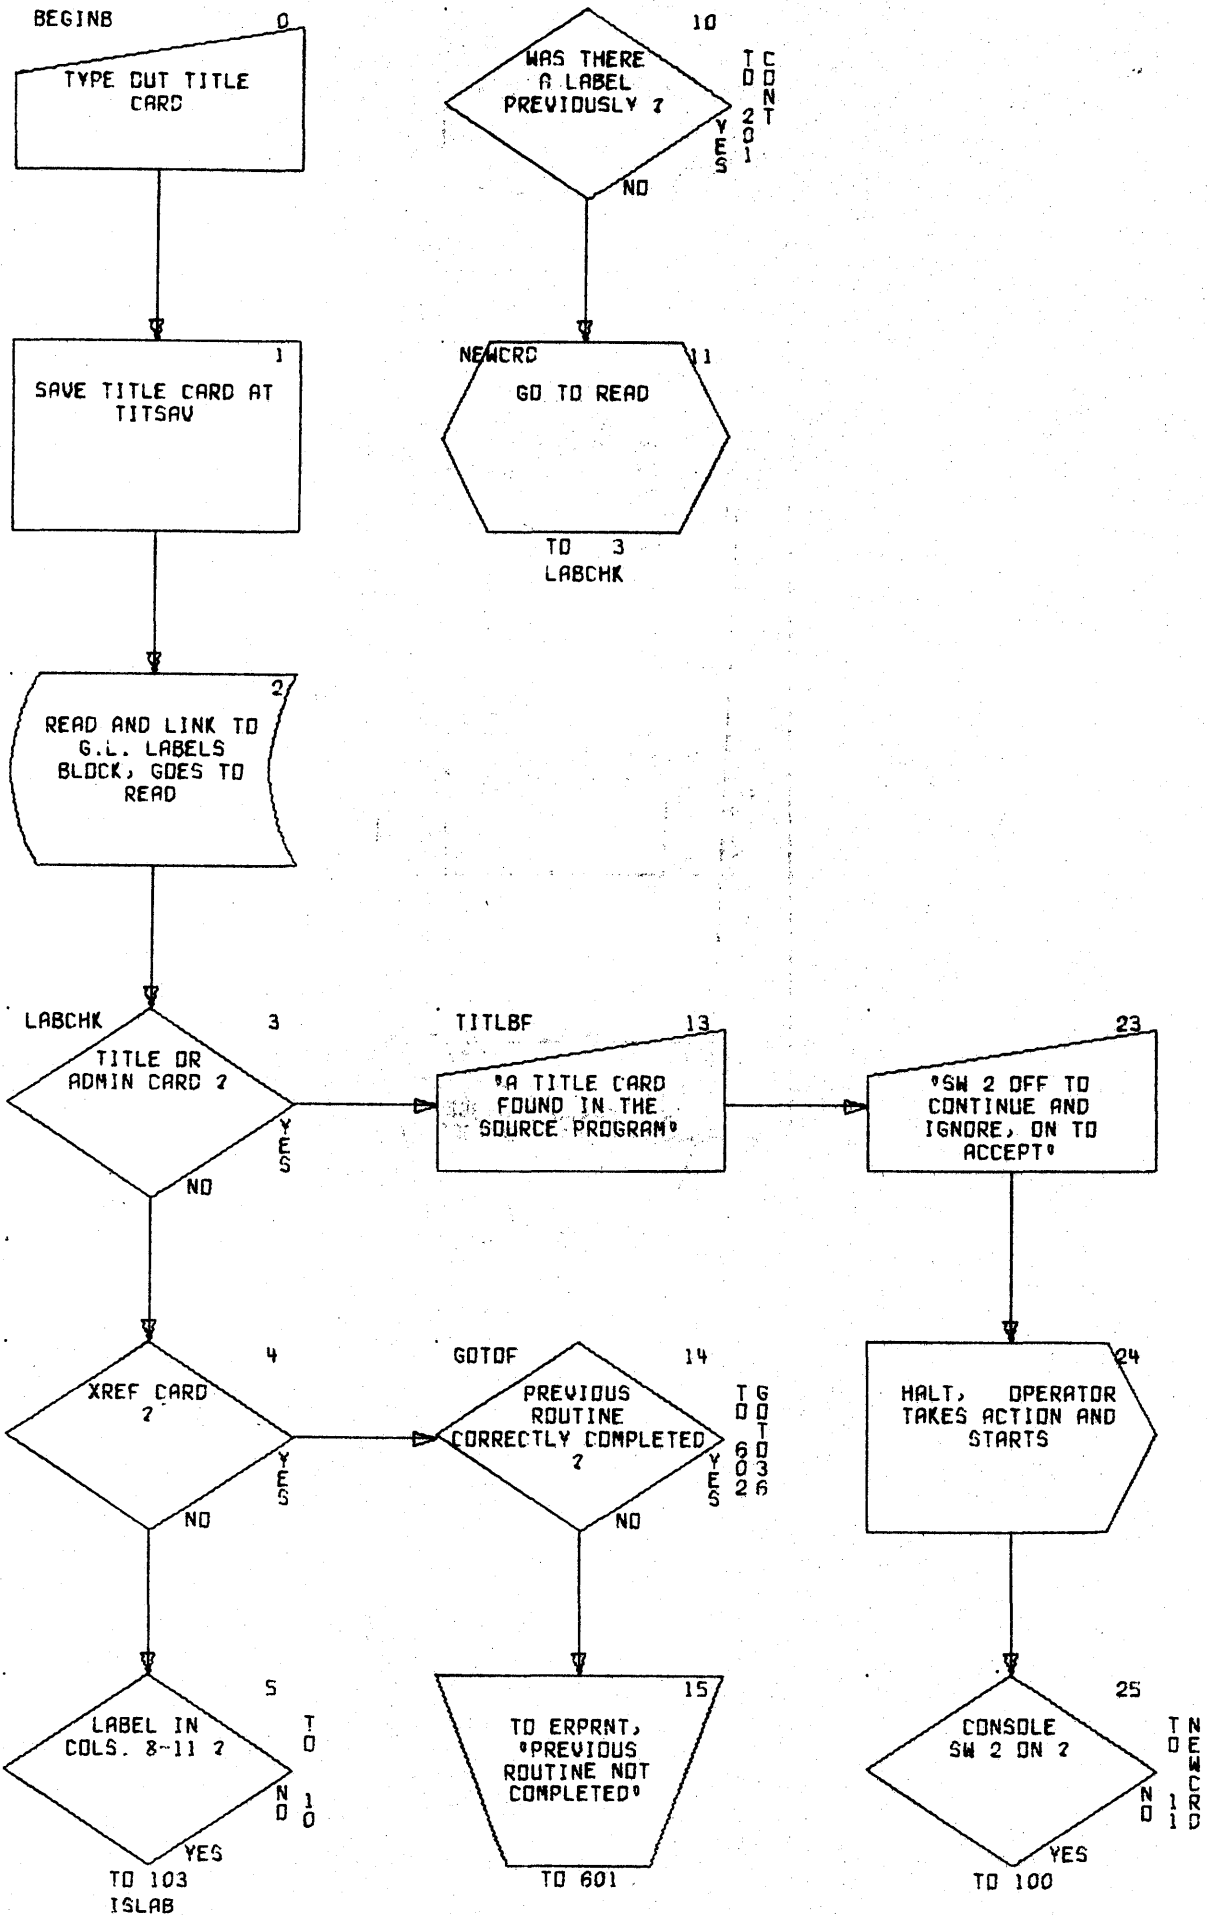 BEGINB
0
TYPE OUT TITLE
CARD
1
SAVE TITLE CARD AT
TITSAV
2
READ AND LINK TO
G.L. LABELS
BLOCK, GOES TO
READ
LABCHK
3
TITLE OR
ADMIN CARD ?
YES
NO
4
XREF CARD
?
YES
NO
5
LABEL IN
COLS. 8-11 ?
NO
TO 10
YES
TO 103
ISLAB
10
WAS THERE
A LABEL
PREVIOUSLY ?
YES
TO 201
CONT
NO
NEWCRD
11
GO TO READ
TO 3
LABCHK
TITLBF
13
'A TITLE CARD
FOUND IN THE
SOURCE PROGRAM'
GOTOF
14
PREVIOUS
ROUTINE
CORRECTLY COMPLETED
?
YES
TO 602
GOTO36
NO
15
TO ERPRNT,
'PREVIOUS
ROUTINE NOT
COMPLETED'
TO 601
23
'SW 2 OFF TO
CONTINUE AND
IGNORE, ON TO
ACCEPT'
24
HALT, OPERATOR
TAKES ACTION AND
STARTS
25
CONSOLE
SW 2 ON ?
NO
TO 11
NEWCRD
YES
TO 100